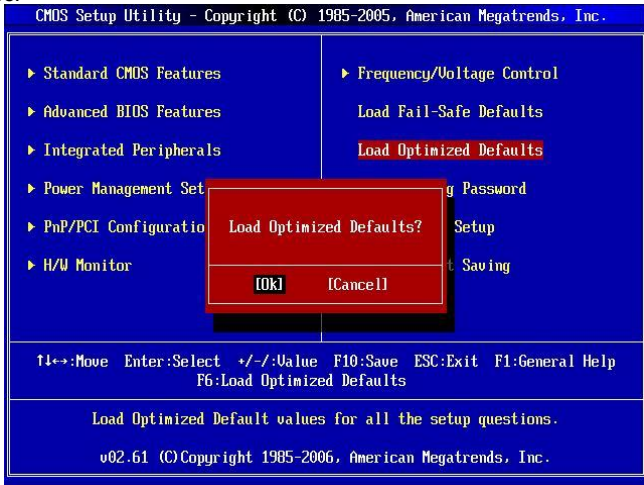 CMOS Setup Utility - Copyright (C) 1985-2005, American Megatrends, Inc.
▶ Standard CMOS Features
▶ Advanced BIOS Features
▶ Integrated Peripherals
▶ Power Management Set
▶ PnP/PCI Configuratio
▶ H/W Monitor
▶ Frequency/Voltage Control
Load Fail-Safe Defaults
Load Optimized Defaults
g Password
Setup
t Saving
Load Optimized Defaults?
[Ok] [Cancel]
↑↓←→:Move Enter:Select +/-/:Value F10:Save ESC:Exit F1:General Help
F6:Load Optimized Defaults
Load Optimized Default values for all the setup questions.
v02.61 (C)Copyright 1985-2006, American Megatrends, Inc.